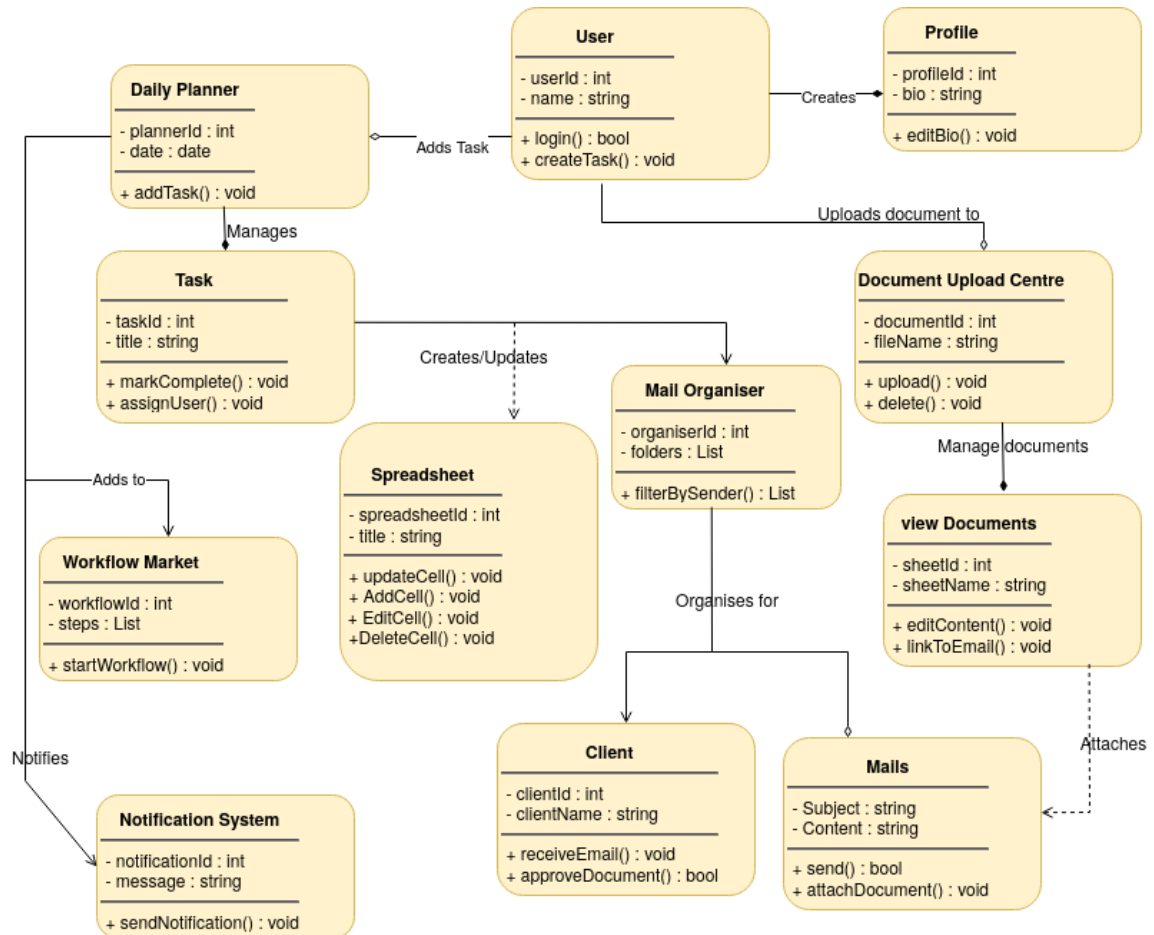 User
- userId : int
- name : string
+ login() : bool
+ createTask() : void
Profile
- profileId : int
- bio : string
+ editBio() : void
Creates
Daily Planner
- plannerId : int
- date : date
+ addTask() : void
Adds Task
Uploads document to
Manages
Task
- taskId : int
- title : string
+ markComplete() : void
+ assignUser() : void
Document Upload Centre
- documentId : int
- fileName : string
+ upload() : void
+ delete() : void
Creates/Updates
Mail Organiser
- organiserId : int
- folders : List
+ filterBySender() : List
Manage documents
Spreadsheet
- spreadsheetId : int
- title : string
+ updateCell() : void
+ AddCell() : void
+ EditCell() : void
+DeleteCell() : void
Adds to
Workflow Market
- workflowId : int
- steps : List
+ startWorkflow() : void
view Documents
- sheetId : int
- sheetName : string
+ editContent() : void
+ linkToEmail() : void
Organises for
Notifies
Attaches
Client
- clientId : int
- clientName : string
+ receiveEmail() : void
+ approveDocument() : bool
Mails
- Subject : string
- Content : string
+ send() : bool
+ attachDocument() : void
Notification System
- notificationId : int
- message : string
+ sendNotification() : void